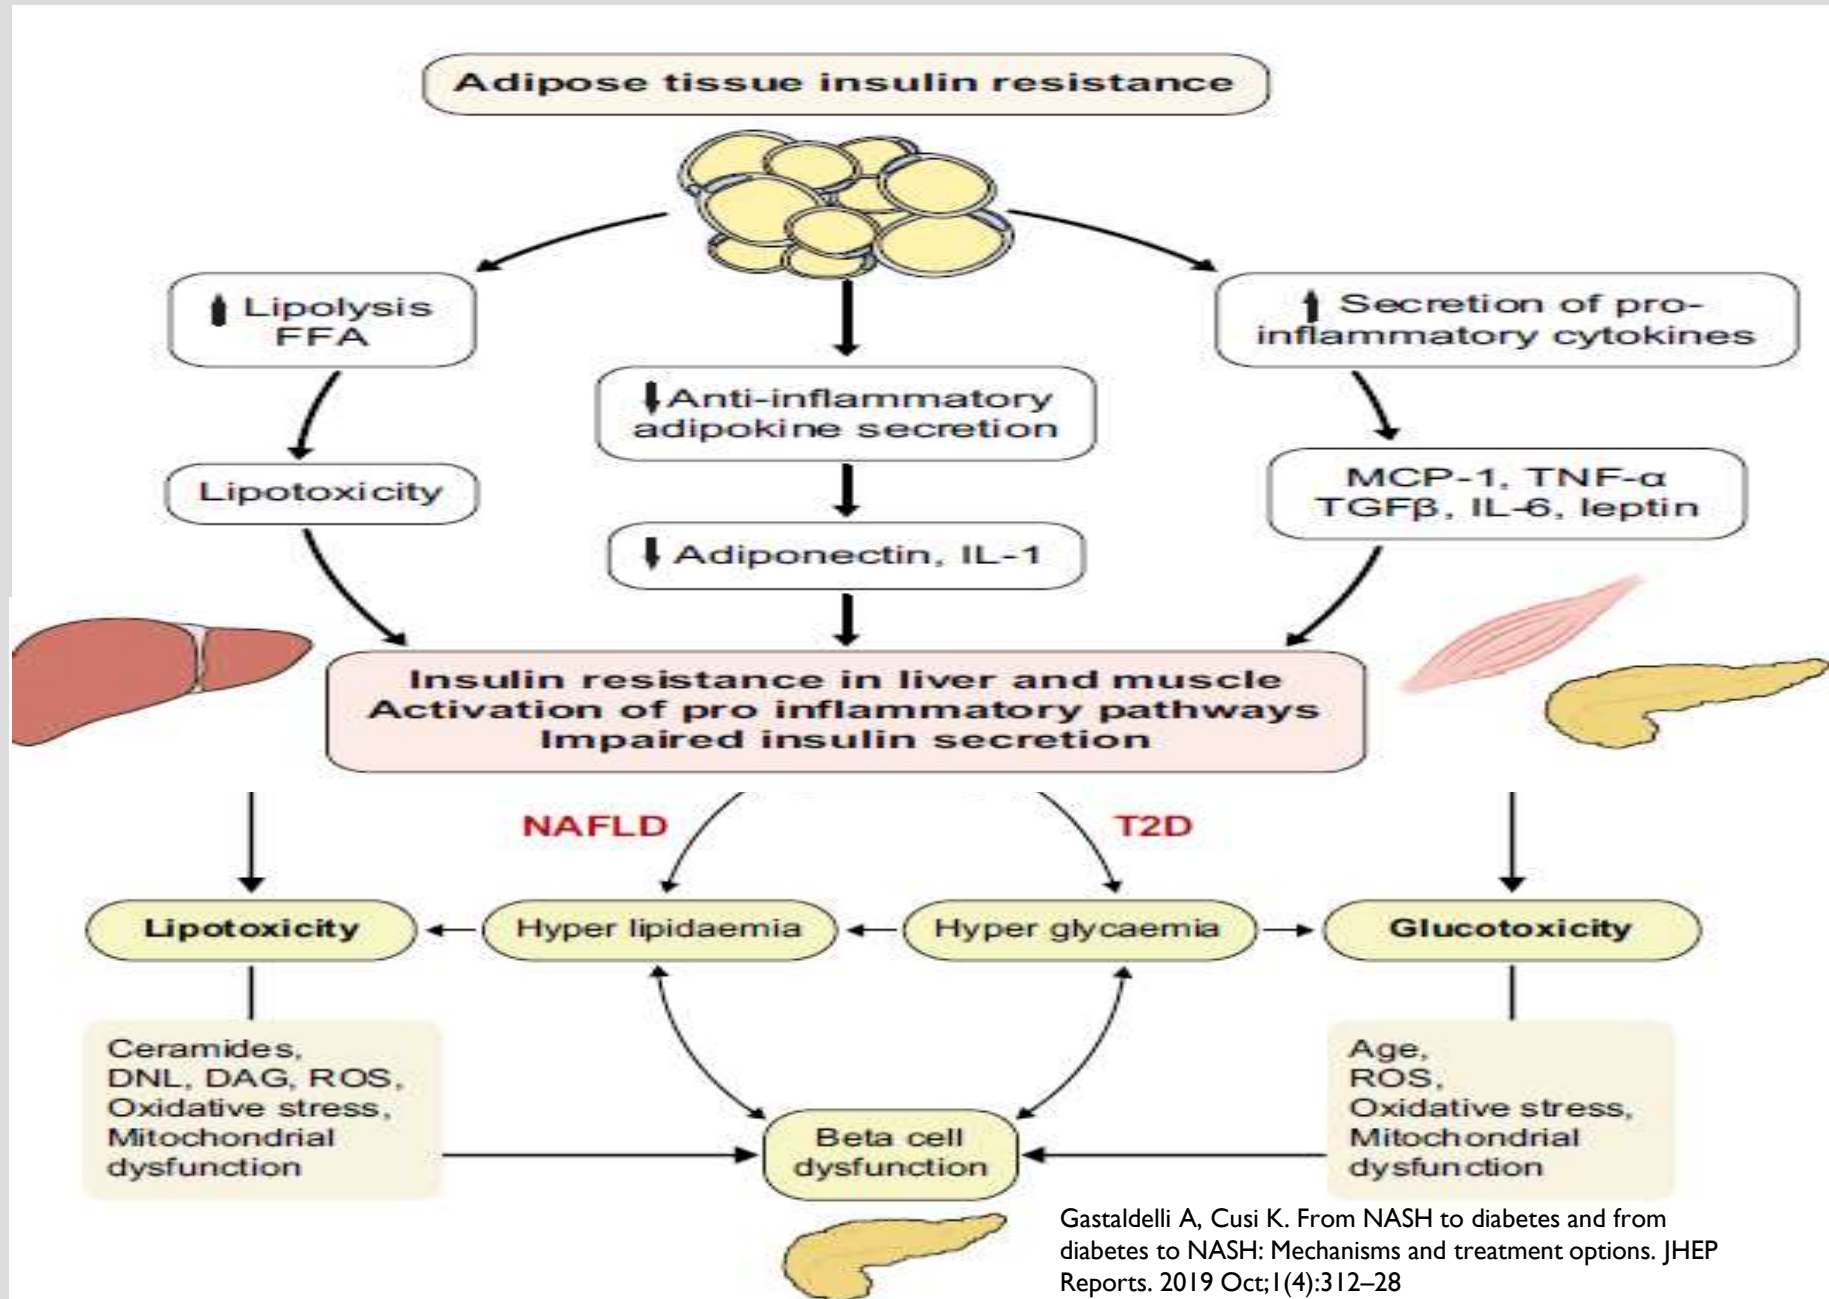 Adipose tissue insulin resistance
⬆ Lipolysis
FFA
⬆ Secretion of pro-
inflammatory cytokines
⬇ Anti-inflammatory
adipokine secretion
Lipotoxicity
MCP-1, TNF-α
TGFβ, IL-6, leptin
⬇ Adiponectin, IL-1
Insulin resistance in liver and muscle
Activation of pro inflammatory pathways
Impaired insulin secretion
NAFLD
T2D
Lipotoxicity
Hyper lipidaemia
Hyper glycaemia
Glucotoxicity
Ceramides,
DNL, DAG, ROS,
Oxidative stress,
Mitochondrial
dysfunction
Age,
ROS,
Oxidative stress,
Mitochondrial
dysfunction
Beta cell
dysfunction
Gastaldelli A, Cusi K. From NASH to diabetes and from
diabetes to NASH: Mechanisms and treatment options. JHEP
Reports. 2019 Oct;1(4):312–28